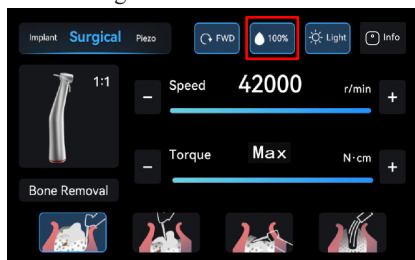 Implant Surgical Piezo FWD 100% Light Info
1:1
Speed 42000 r/min
Torque Max N·cm
Bone Removal